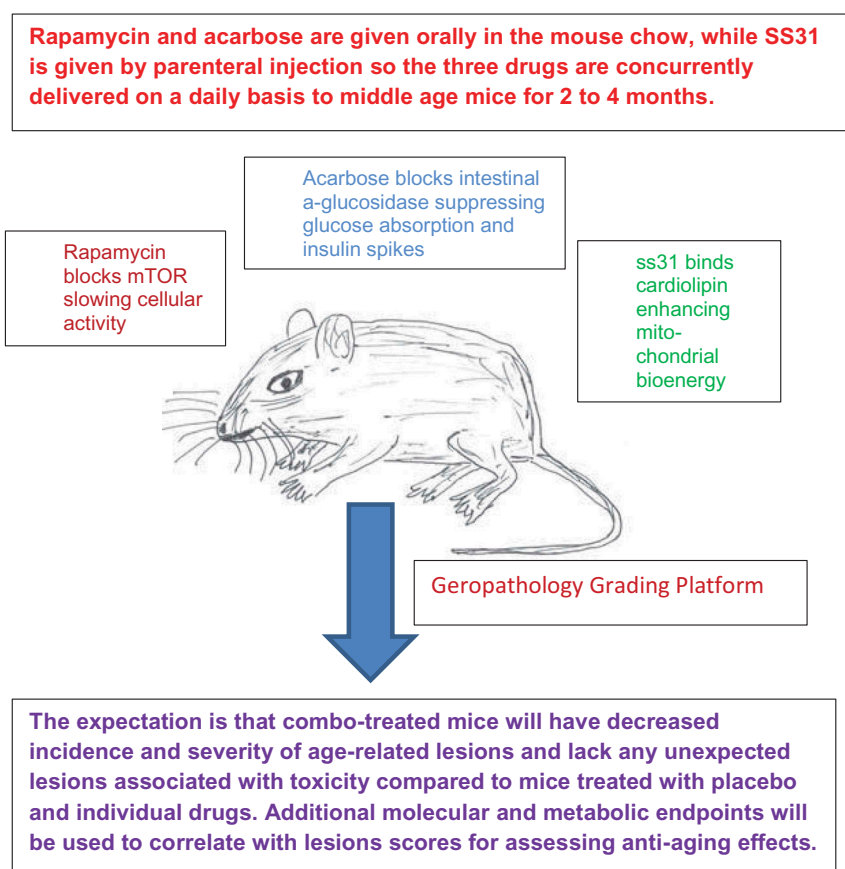 Rapamycin and acarbose are given orally in the mouse chow, while SS31
is given by parenteral injection so the three drugs are concurrently
delivered on a daily basis to middle age mice for 2 to 4 months.
Acarbose blocks intestinal
a-glucosidase suppressing
glucose absorption and
insulin spikes
Rapamycin
blocks mTOR
slowing cellular
activity
ss31 binds
cardiolipin
enhancing
mito-
chondrial
bioenergy
Geropathology Grading Platform
The expectation is that combo-treated mice will have decreased
incidence and severity of age-related lesions and lack any unexpected
lesions associated with toxicity compared to mice treated with placebo
and individual drugs. Additional molecular and metabolic endpoints will
be used to correlate with lesions scores for assessing anti-aging effects.